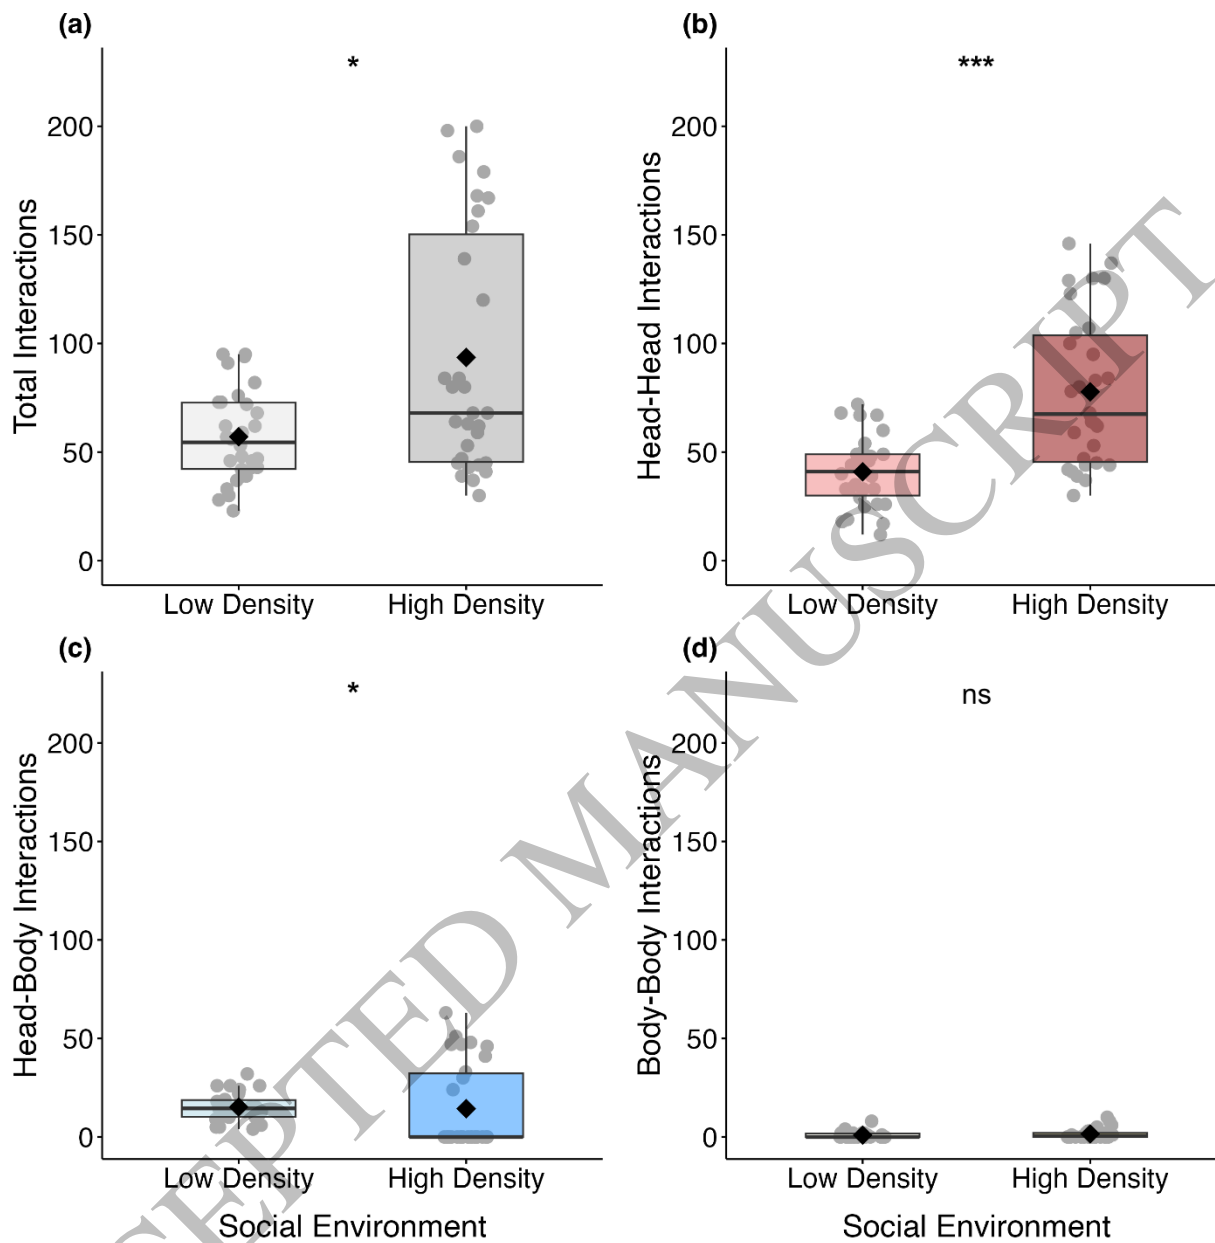 (a)
*
Total Interactions
200
150
100
50
0
Low Density
High Density
(b)
***
Head-Head Interactions
200
150
100
50
0
Low Density
High Density
(c)
*
Head-Body Interactions
200
150
100
50
0
Low Density
High Density
Social Environment
(d)
ns
Body-Body Interactions
200
150
100
50
0
Low Density
High Density
Social Environment
CEPTED MANUSCRIPT